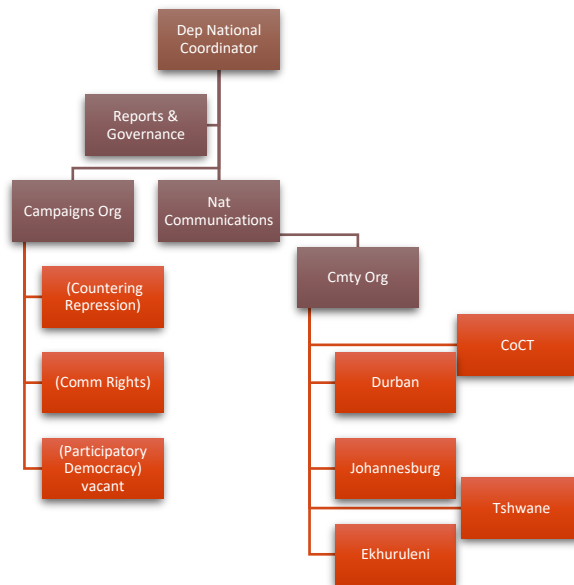 Dep National
Coordinator
Reports &
Governance
Campaigns Org
Nat
Communications
Cmty Org
(Countering
Repression)
(Comm Rights)
(Participatory
Democracy)
vacant
CoCT
Durban
Johannesburg
Tshwane
Ekhuruleni